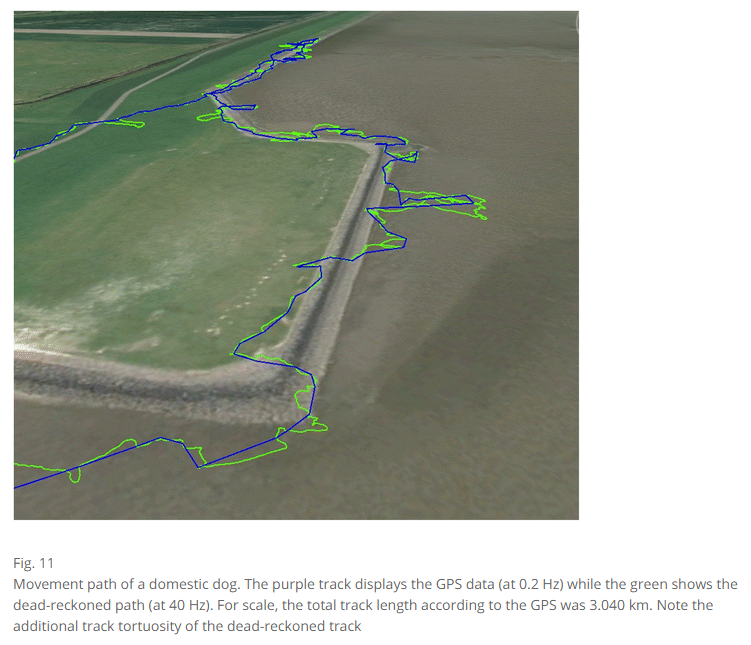 Fig. 11
Movement path of a domestic dog. The purple track displays the GPS data (at 0.2 Hz) while the green shows the
dead-reckoned path (at 40 Hz). For scale, the total track length according to the GPS was 3.040 km. Note the
additional track tortuosity of the dead-reckoned track